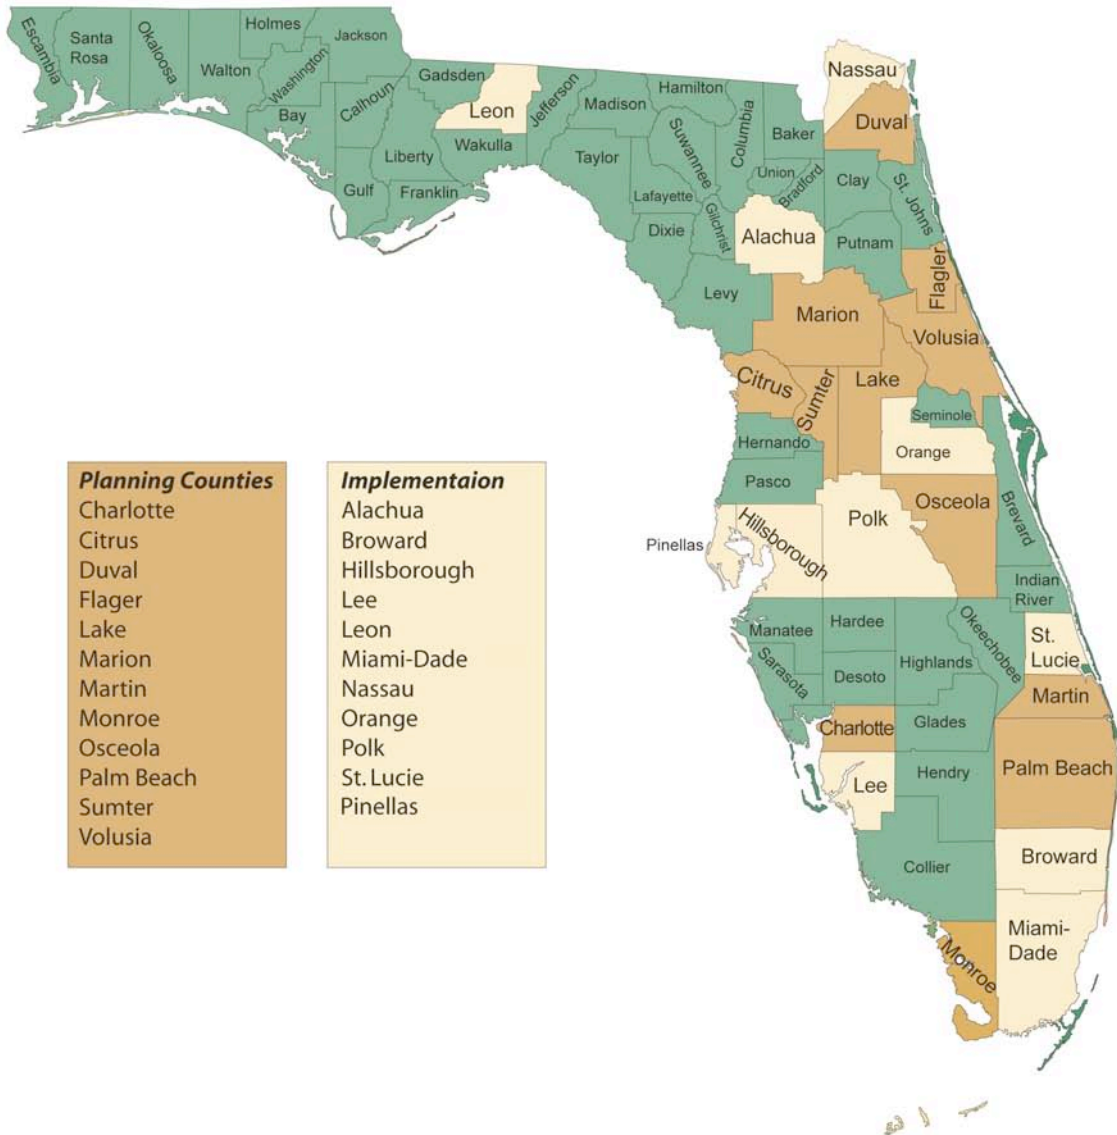 Escambia
Santa
Rosa
Okaloosa
Walton
Holmes
Washington
Jackson
Bay
Calhoun
Gulf
Liberty
Franklin
Gadsden
Leon
Wakulla
Jefferson
Madison
Taylor
Hamilton
Suwannee
Lafayette
Dixie
Gilchrist
Columbia
Baker
Union
Bradford
Nassau
Duval
Clay
St. Johns
Alachua
Putnam
Flagler
Levy
Marion
Volusia
Citrus
Sumter
Lake
Seminole
Hernando
Orange
Pasco
Osceola
Brevard
Pinellas
Hillsborough
Polk
Indian
River
Manatee
Hardee
Okeechobee
St.
Lucie
Sarasota
Desoto
Highlands
Martin
Charlotte
Glades
Lee
Hendry
Palm Beach
Collier
Broward
Miami-
Dade
Monroe
Planning Counties
Charlotte
Citrus
Duval
Flager
Lake
Marion
Martin
Monroe
Osceola
Palm Beach
Sumter
Volusia
Implementaion
Alachua
Broward
Hillsborough
Lee
Leon
Miami-Dade
Nassau
Orange
Polk
St. Lucie
Pinellas